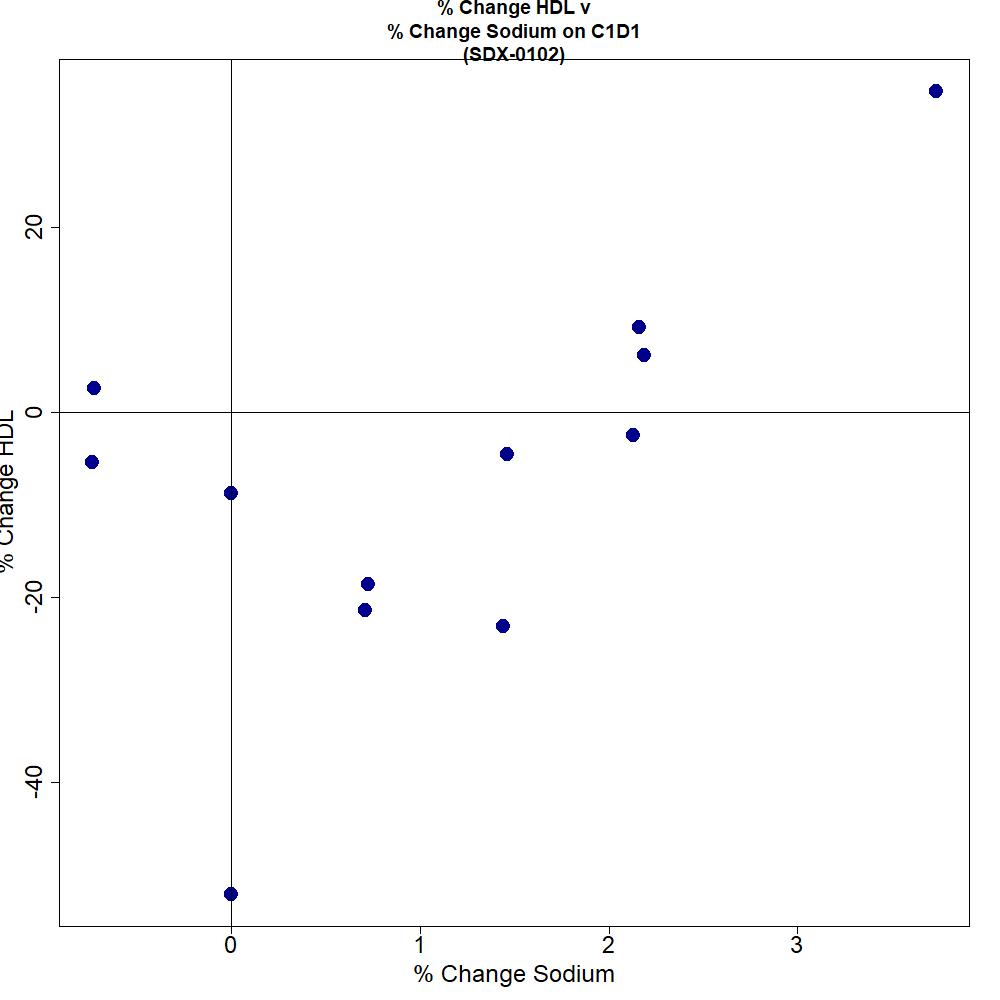 % Change HDL v
% Change Sodium on C1D1
(SDX-0102)
% Change HDL
20
0
-20
-40
0 1 2 3
% Change Sodium